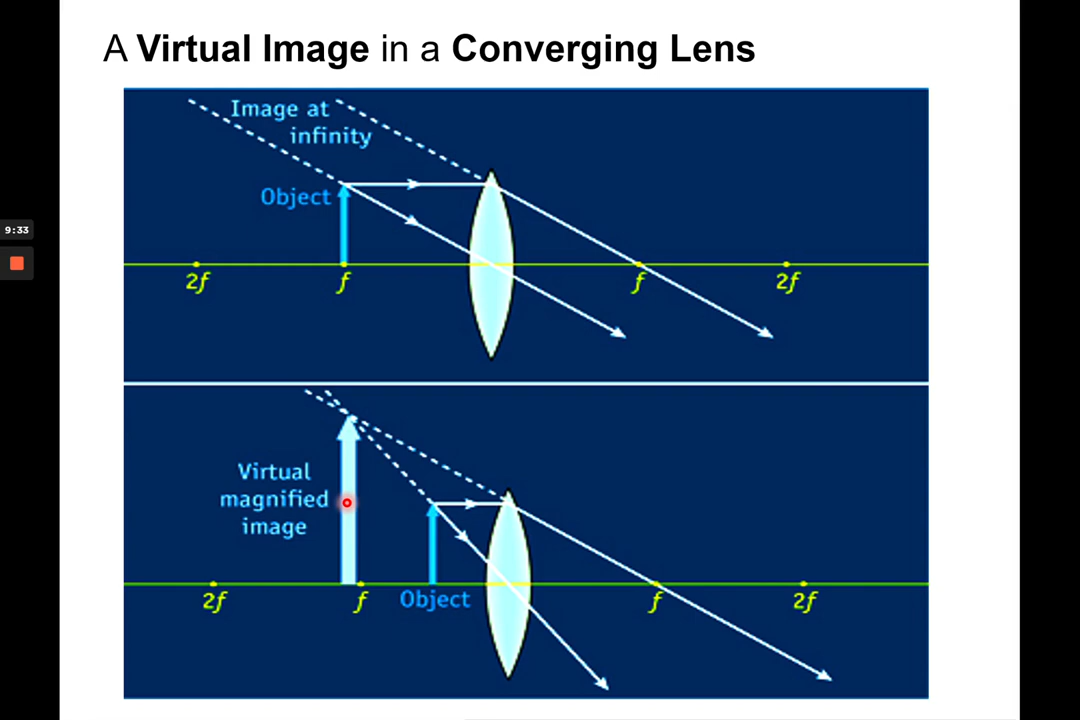 A Virtual Image in a Converging Lens
Image at
infinity
Object
9:33
2f
f
f
2f
Virtual
magnified
image
2f
f
Object
f
2f